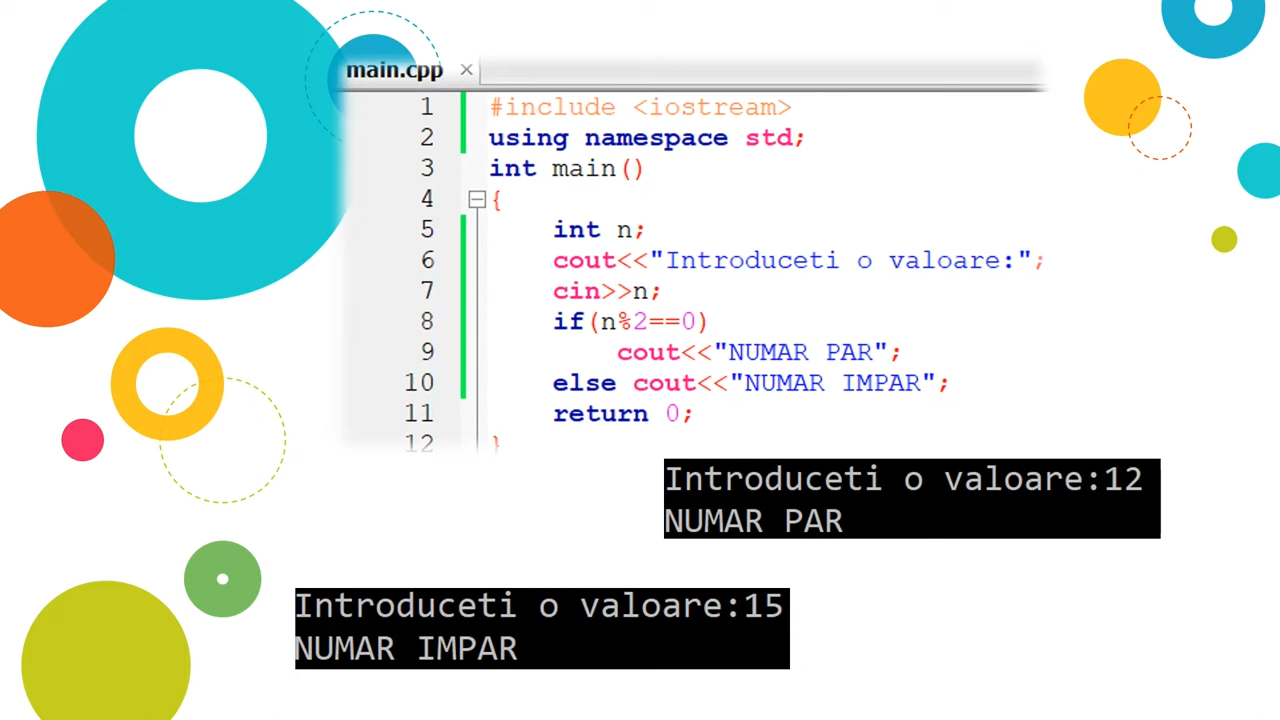 main.cpp ×
1 #include <iostream>
2 using namespace std;
3 int main()
4 {
5 int n;
6 cout<<"Introduceti o valoare:";
7 cin>>n;
8 if(n%2==0)
9 cout<<"NUMAR PAR";
10 else cout<<"NUMAR IMPAR";
11 return 0;
12 }
Introduceti o valoare:12
NUMAR PAR
Introduceti o valoare:15
NUMAR IMPAR